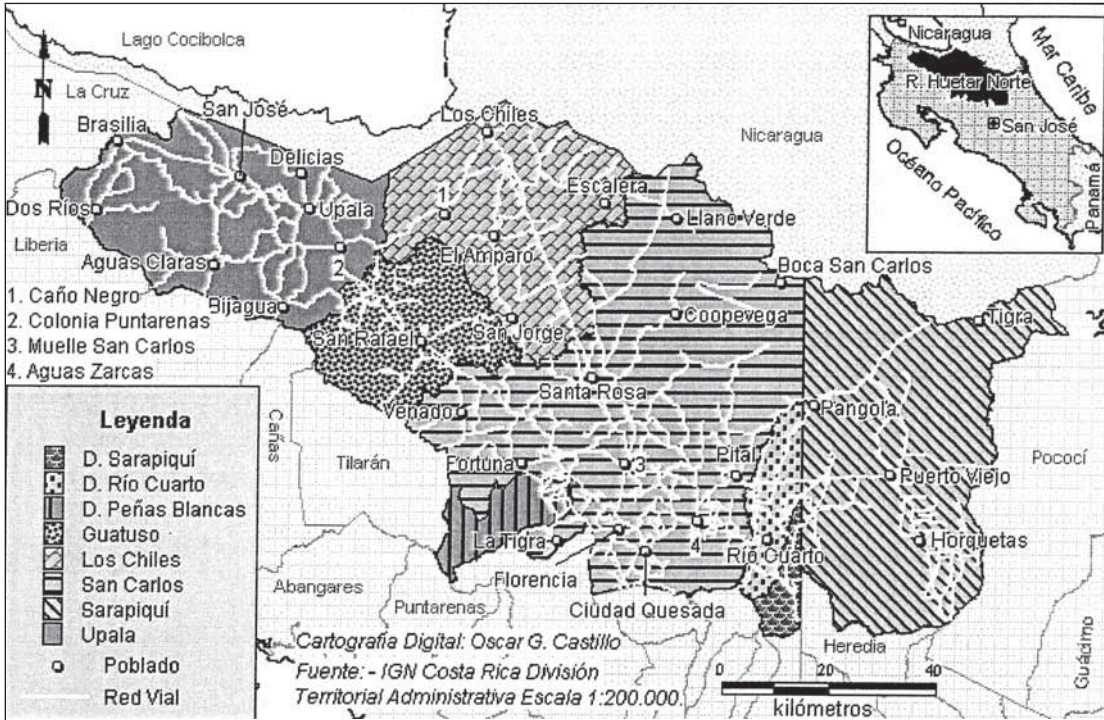 Lago Cocibolca
N
La Cruz
San José
Brasilia
Los Chiles
Nicaragua
Delicias
Escalera
Dos Ríos
Upala
1
Llano Verde
Liberia
El Amparo
Aguas Claras
2
Boca San Carlos
1. Caño Negro
Bijagua
Coopevega
Tigra
2. Colonia Puntarenas
San Rafael
San Jorge
3. Muelle San Carlos
4. Aguas Zarcas
Santa Rosa
Venado
Pangola
Cañas
Tilarán
Fortuna
3
Pital
Puerto Viejo
Pococí
La Tigra
4
Río Cuarto
Horquetas
Florencia
Abangares
Puntarenas
Ciudad Quesada
Heredia
Guácimo
Leyenda
D. Sarapiquí
D. Río Cuarto
D. Peñas Blancas
Guatuso
Los Chiles
San Carlos
Sarapiquí
Upala
Poblado
Red Vial
Cartografía Digital: Oscar G. Castillo
Fuente: - IGN Costa Rica División
Territorial Administrativa Escala 1:200.000.
0 20 40
kilómetros
Nicaragua
Mar Caribe
R. Huetar Norte
San José
Océano Pacífico
Panamá